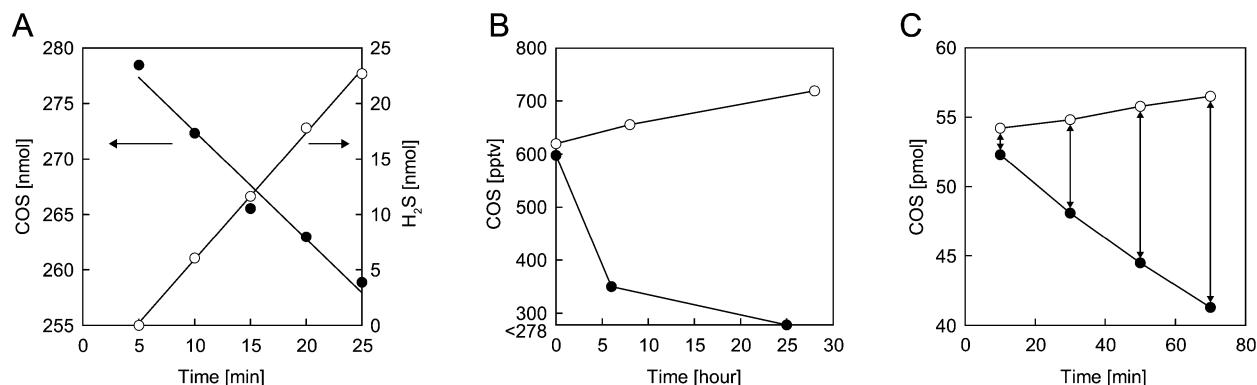 A
B
C
280
275
270
265
260
255
COS [nmol]
25
20
15
10
5
0
H₂S [nmol]
0 5 10 15 20 25
Time [min]
800
700
600
500
400
300
<278
COS [pptv]
0 5 10 15 20 25 30
Time [hour]
60
55
50
45
40
COS [pmol]
0 20 40 60 80
Time [min]